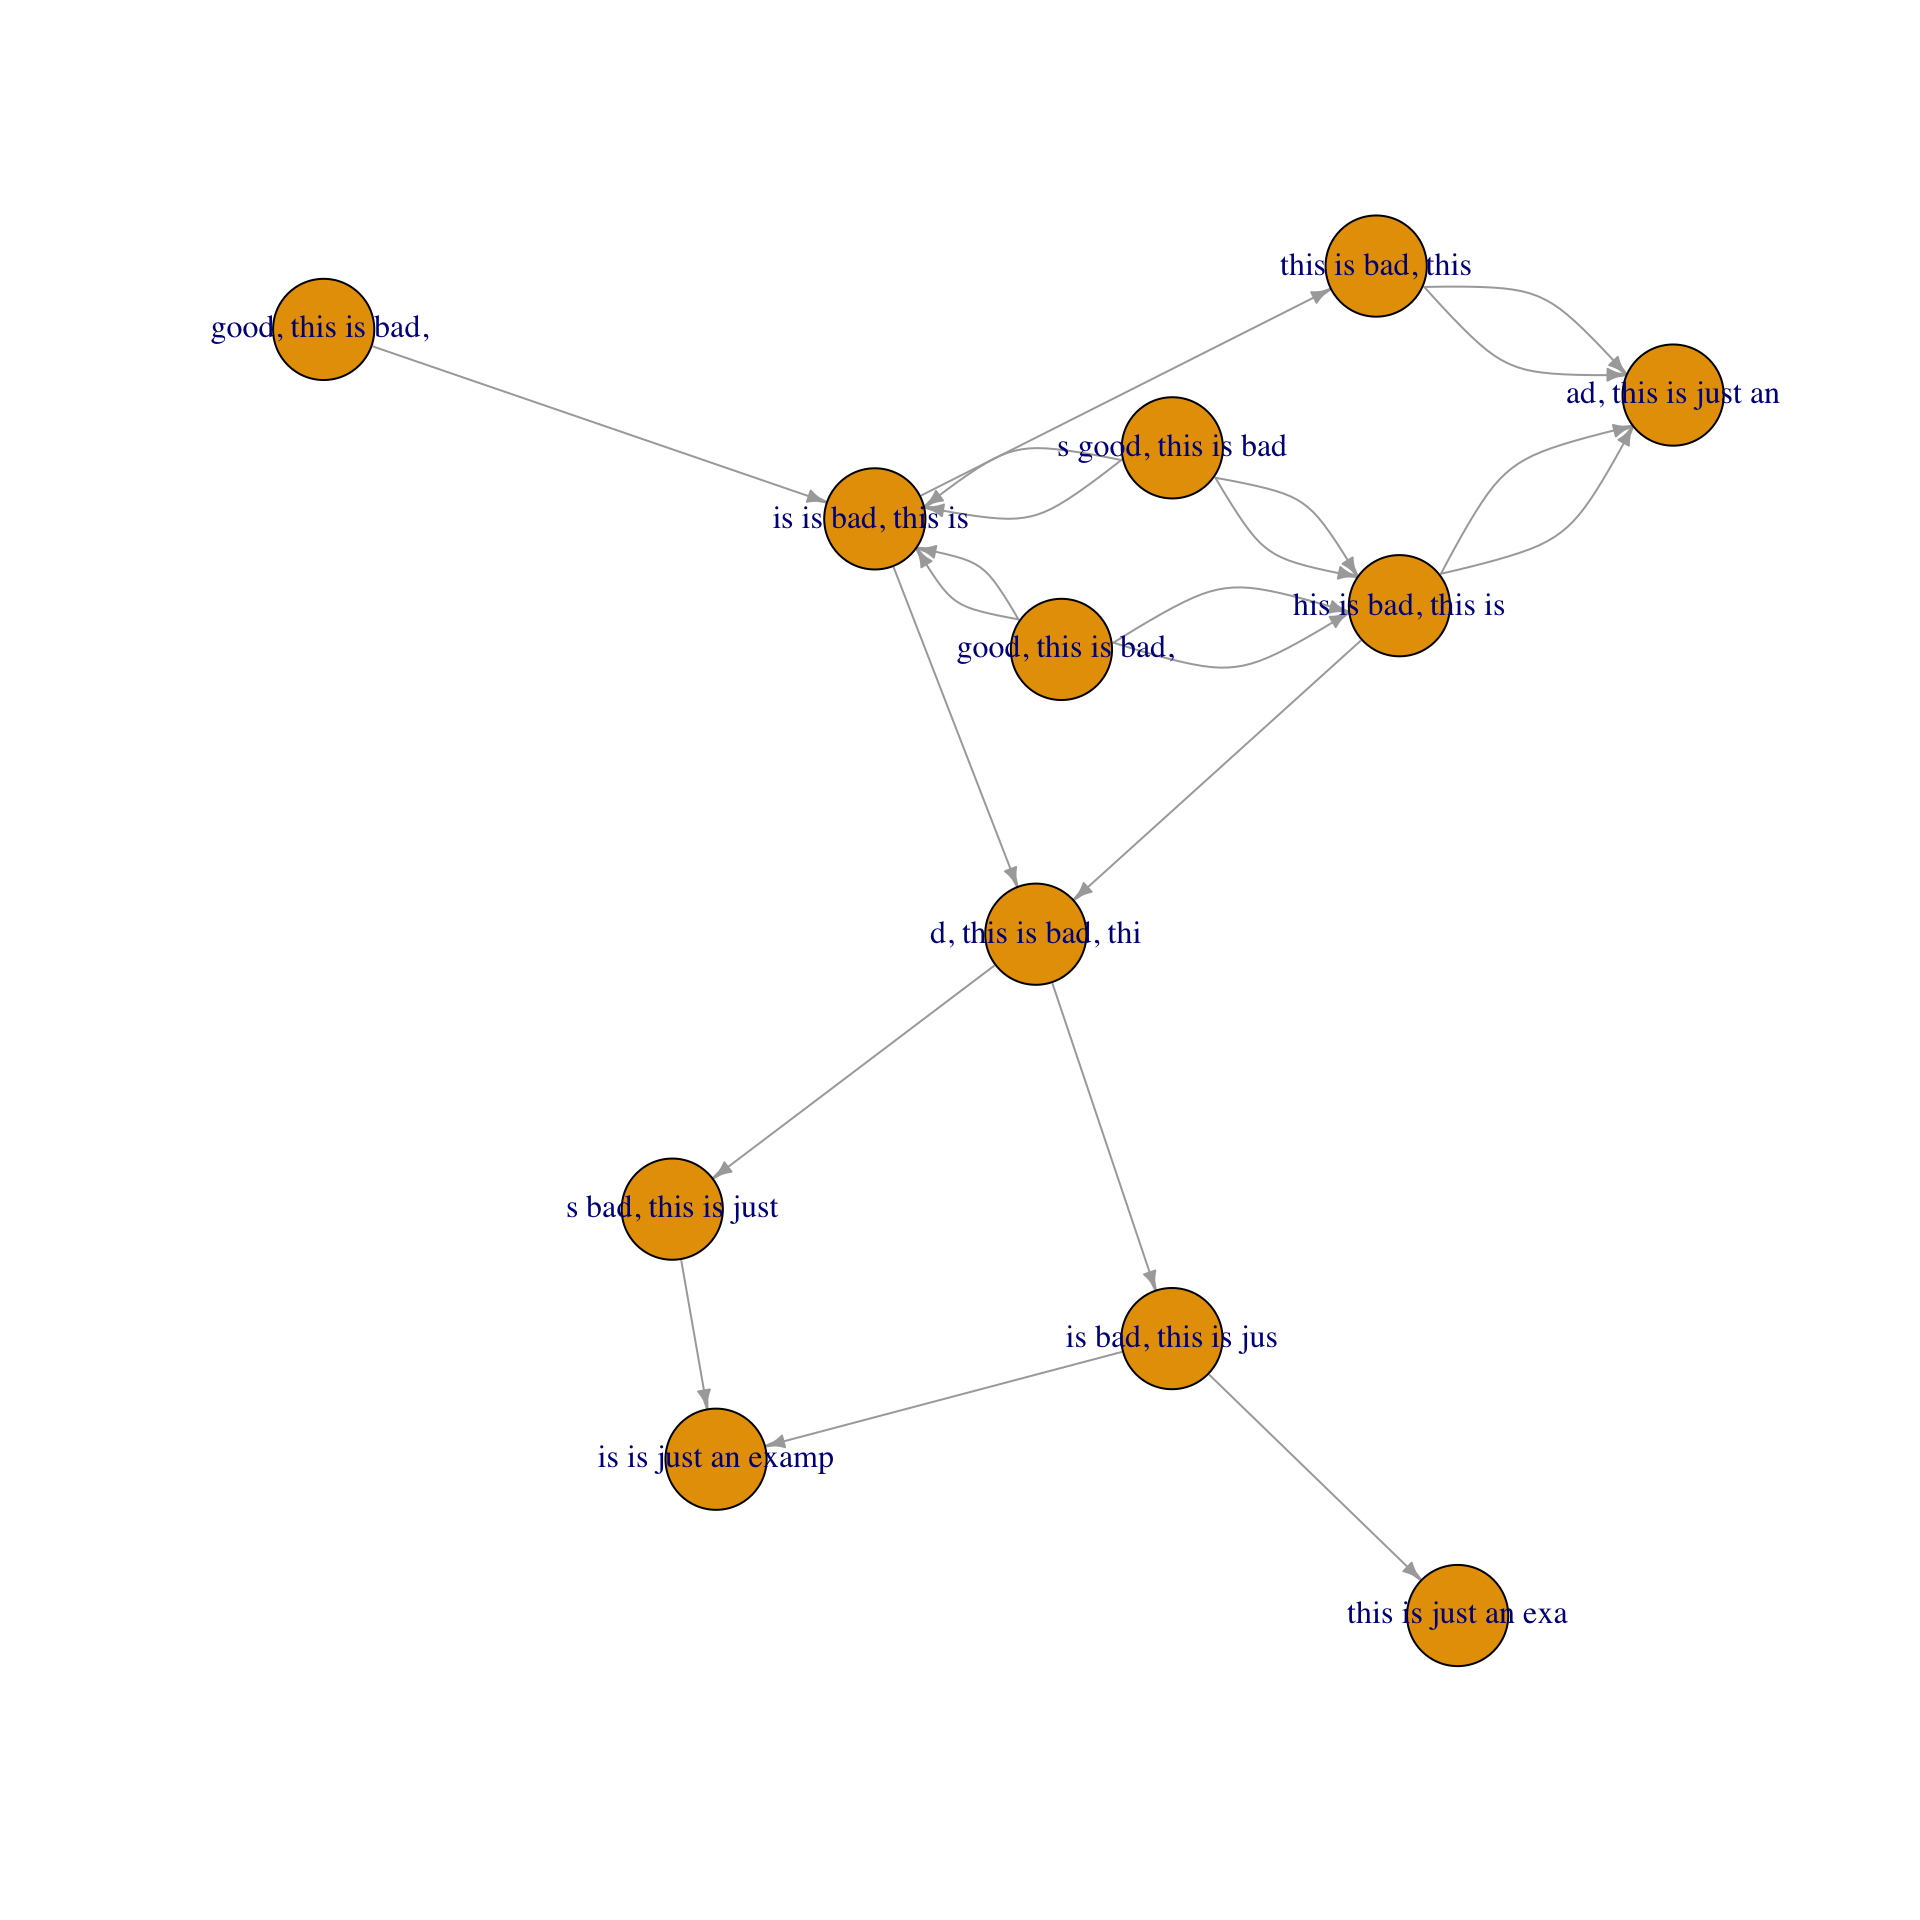 this is bad, this
good, this is bad,
ad, this is just an
s good, this is bad
is is bad, this is
his is bad, this is
good, this is bad,
d, this is bad, thi
s bad, this is just
is bad, this is jus
is is just an examp
this is just an exa